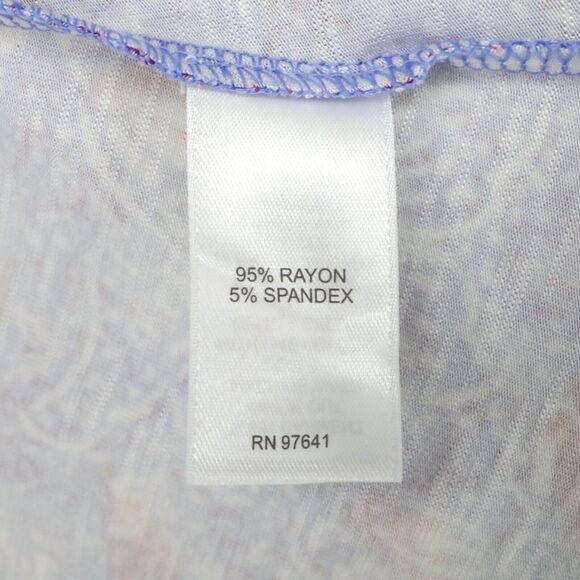 95% RAYON
5% SPANDEX
RN 97641